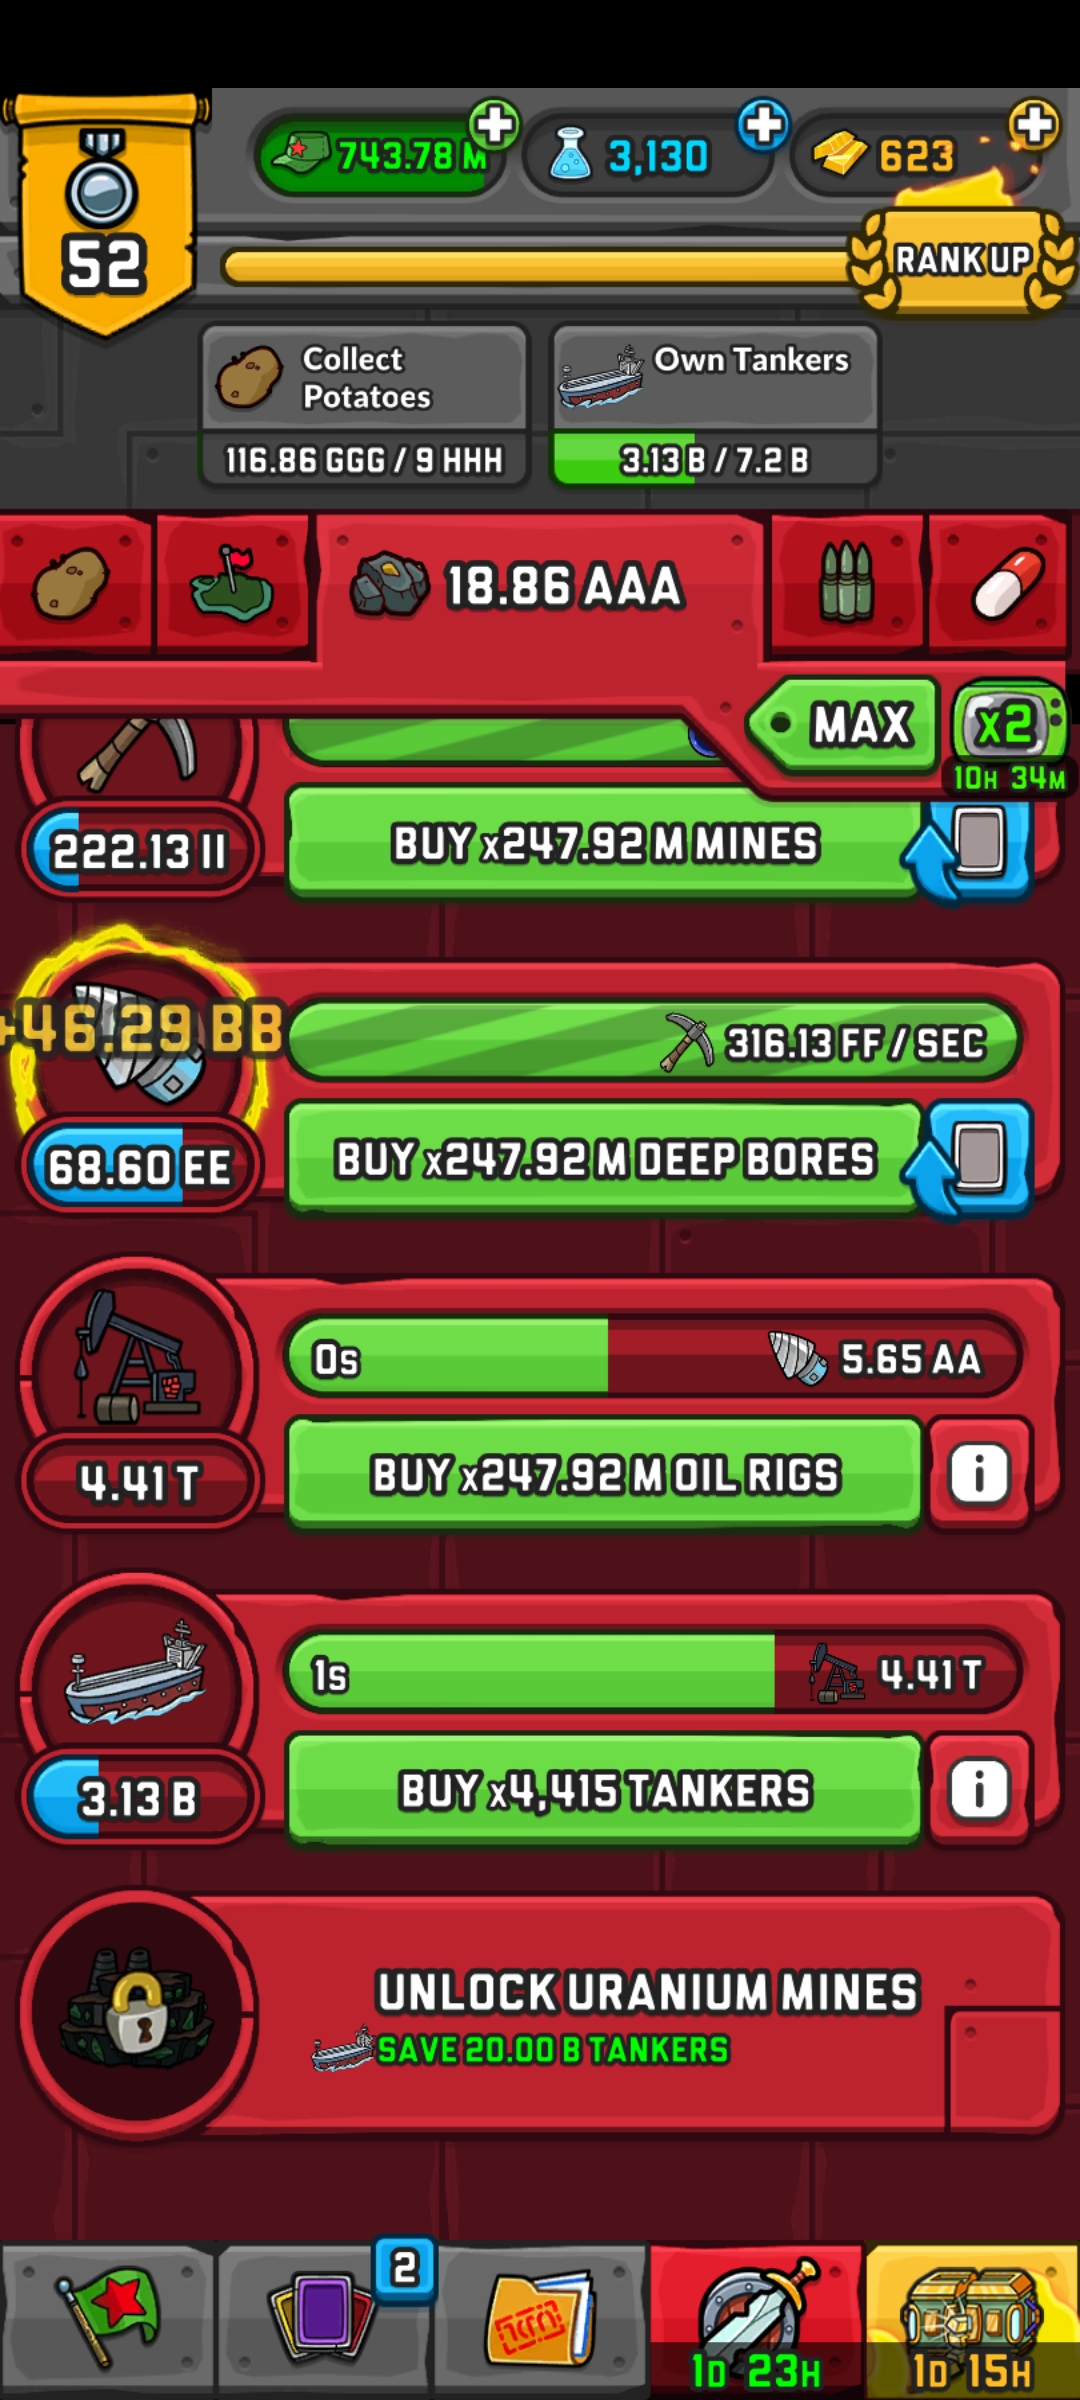 743.78 M
3,130
623
52
RANK UP
Collect
Potatoes
116.86 GGG / 9 HHH
Own Tankers
3.13 B / 7.2 B
18.86 AAA
MAX
X2
10H 34M
222.13 II
BUY x247.92 M MINES
+46.29 BB
316.13 FF / SEC
68.60 EE
BUY x247.92 M DEEP BORES
0s
5.65 AA
4.41 T
BUY x247.92 M OIL RIGS
i
1s
4.41 T
3.13 B
BUY x4,415 TANKERS
i
UNLOCK URANIUM MINES
SAVE 20.00 B TANKERS
2
1D 23H
1D 15H